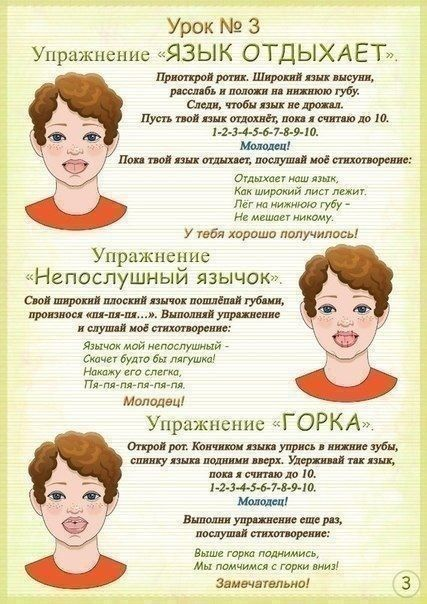 Урок № 3
Упражнение «ЯЗЫК ОТДЫХАЕТ».
Приоткрой ротик. Широкий язык высуни,
расслабь и положи на нижнюю губу.
Следи, чтобы язык не дрожал.
Пусть твой язык отдохнёт, пока я считаю до 10.
1-2-3-4-5-6-7-8-9-10.
Молодец!
Пока твой язык отдыхает, послушай моё стихотворение:
Отдыхает наш язык,
Как широкий лист лежит.
Лёг на нижнюю губу –
Не мешает никому.
У тебя хорошо получилось!
Упражнение
«Непослушный язычок».
Свой широкий плоский язычок пошлёпай губами,
произнося «пя-пя-пя…». Выполняй упражнение
и слушай моё стихотворение:
Язычок мой непослушный -
Скачет будто бы лягушка!
Накажу его слегка,
Пя-пя-пя-пя-пя-пя.
Молодец!
Упражнение «ГОРКА».
Открой рот. Кончиком языка упрись в нижние зубы,
спинку языка подними вверх. Удерживай так язык,
пока я считаю до 10.
1-2-3-4-5-6-7-8-9-10.
Молодец!
Выполни упражнение еще раз,
послушай стихотворение:
Выше горка поднимись,
Мы помчимся с горки вниз!
Замечательно!
3